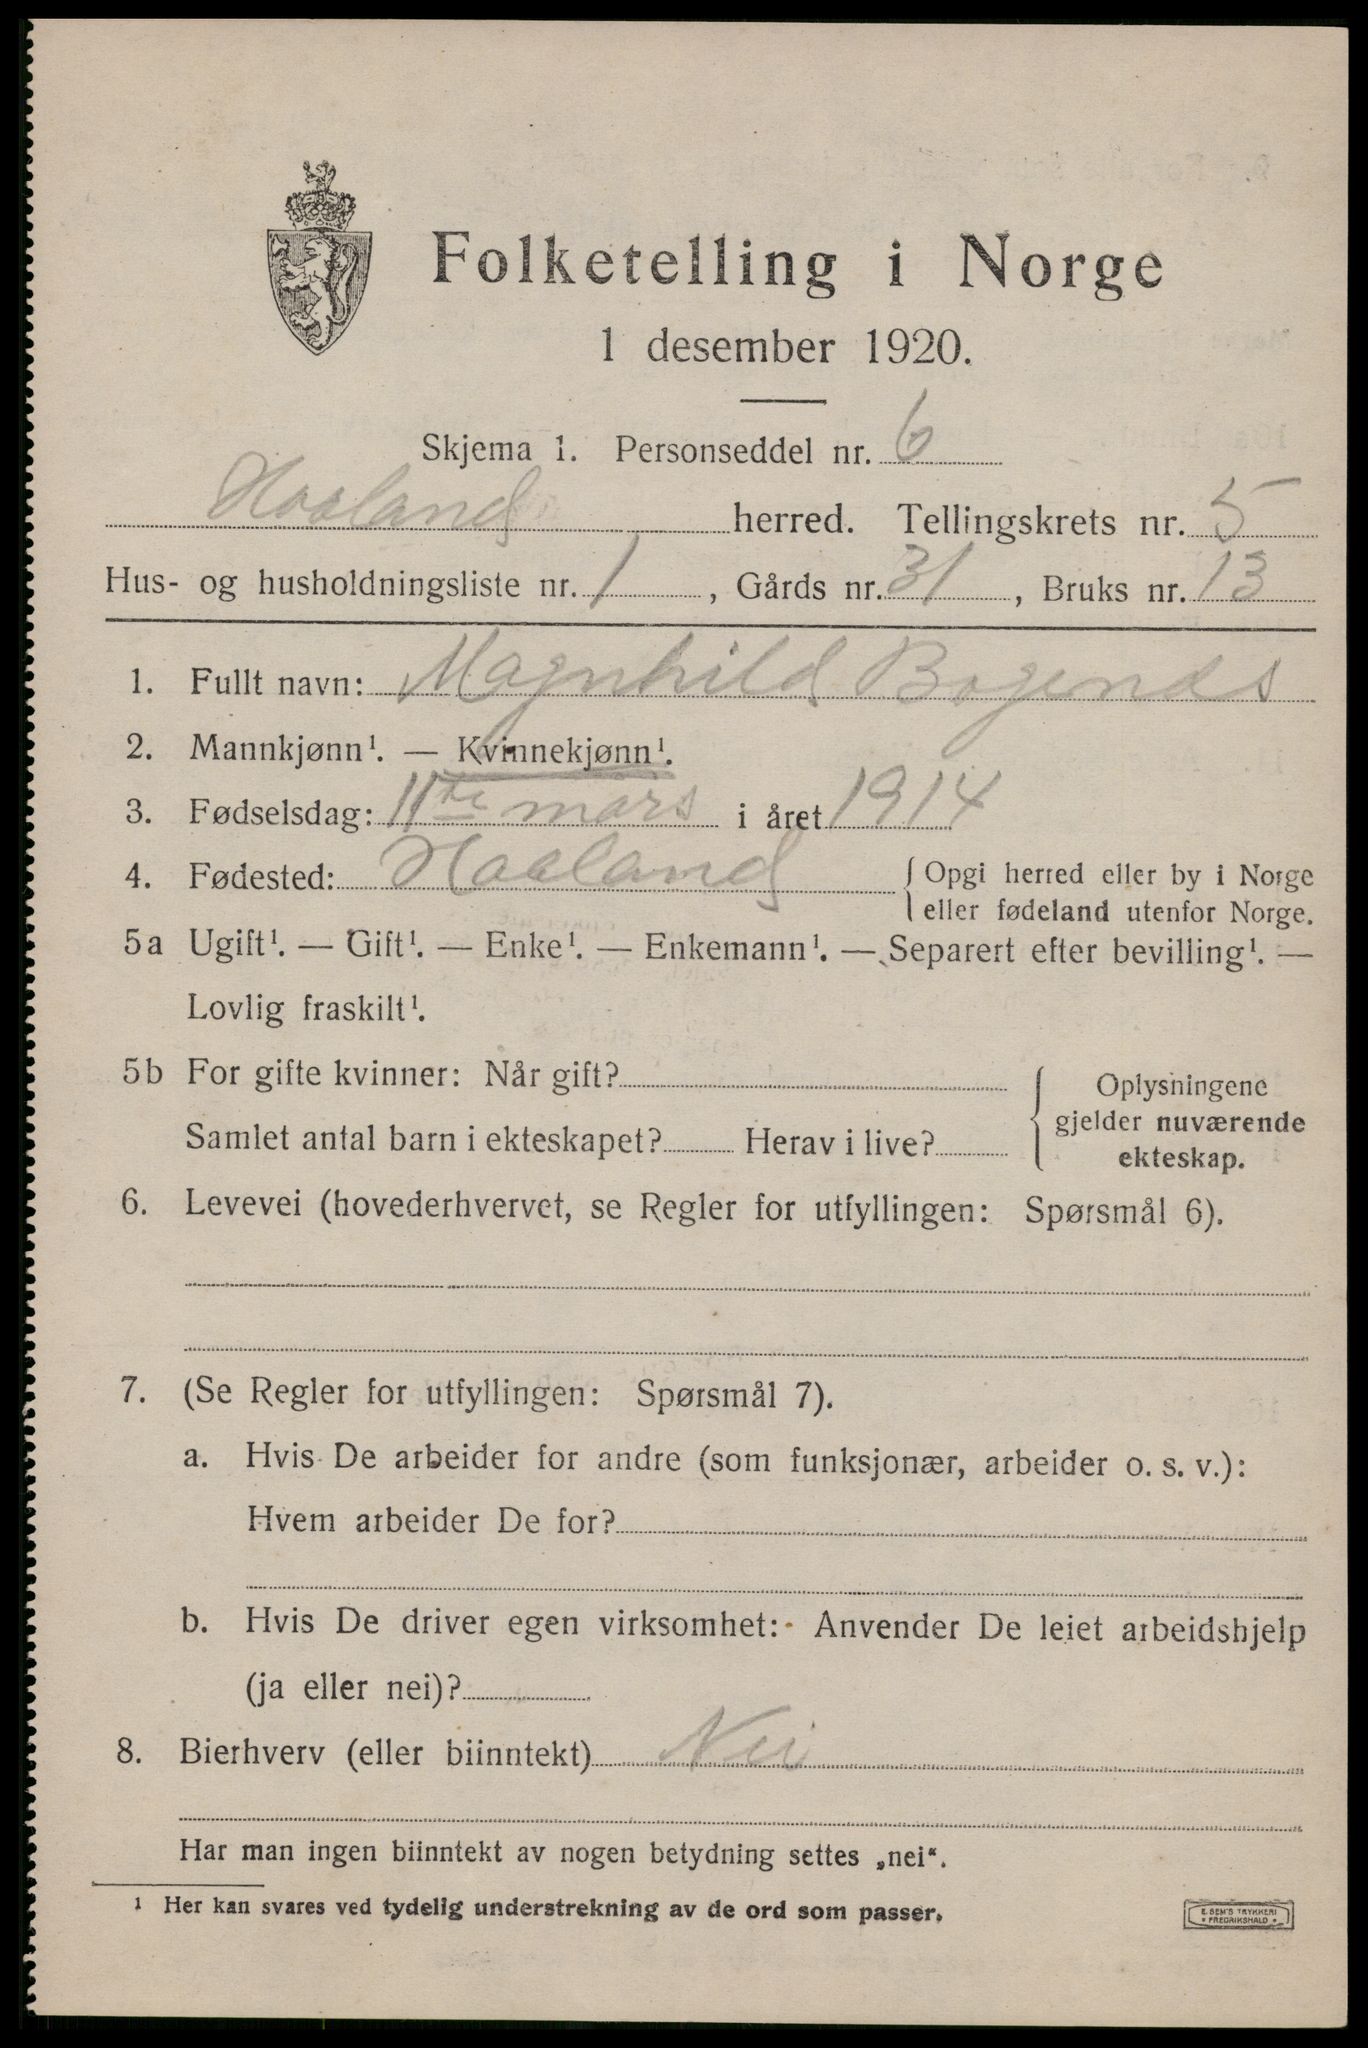 Folketelling i Norge
1 desember 1920.
Skjema 1. Personseddel nr. 6
Haaland herred. Tellingskrets nr. 5
Hus- og husholdningsliste nr. 1, Gårds nr. 31, Bruks nr. 13
1. Fullt navn: Magnhild Bogenes
2. Mannkjønn¹. — Kvinnekjønn¹.
3. Fødselsdag: 11te mars i året 1914
4. Fødested: Haaland { Opgi herred eller by i Norge
eller fødeland utenfor Norge.
5a Ugift¹. — Gift¹. — Enke¹. — Enkemann¹. — Separert efter bevilling¹. —
Lovlig fraskilt¹.
5b For gifte kvinner: Når gift?
Samlet antal barn i ekteskapet? Herav i live?
{ Oplysningene
gjelder nuværende
ekteskap.
6. Levevei (hovederhvervet, se Regler for utfyllingen: Spørsmål 6).
7. (Se Regler for utfyllingen: Spørsmål 7).
a. Hvis De arbeider for andre (som funksjonær, arbeider o. s. v.):
Hvem arbeider De for?
b. Hvis De driver egen virksomhet: Anvender De leiet arbeidshjelp
(ja eller nei)?
8. Bierhverv (eller biinntekt) Nei
Har man ingen biinntekt av nogen betydning settes „nei“.
¹ Her kan svares ved tydelig understrekning av de ord som passer.
E. SEM'S TRYKKERI
FREDRIKSHALD